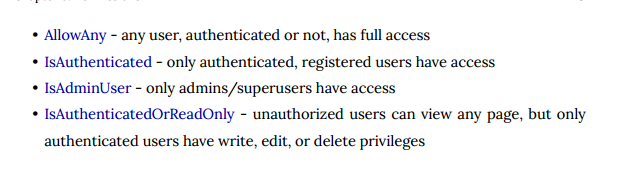 • AllowAny - any user, authenticated or not, has full access
• IsAuthenticated - only authenticated, registered users have access
• IsAdminUser - only admins/superusers have access
• IsAuthenticatedOrReadOnly - unauthorized users can view any page, but only
authenticated users have write, edit, or delete privileges